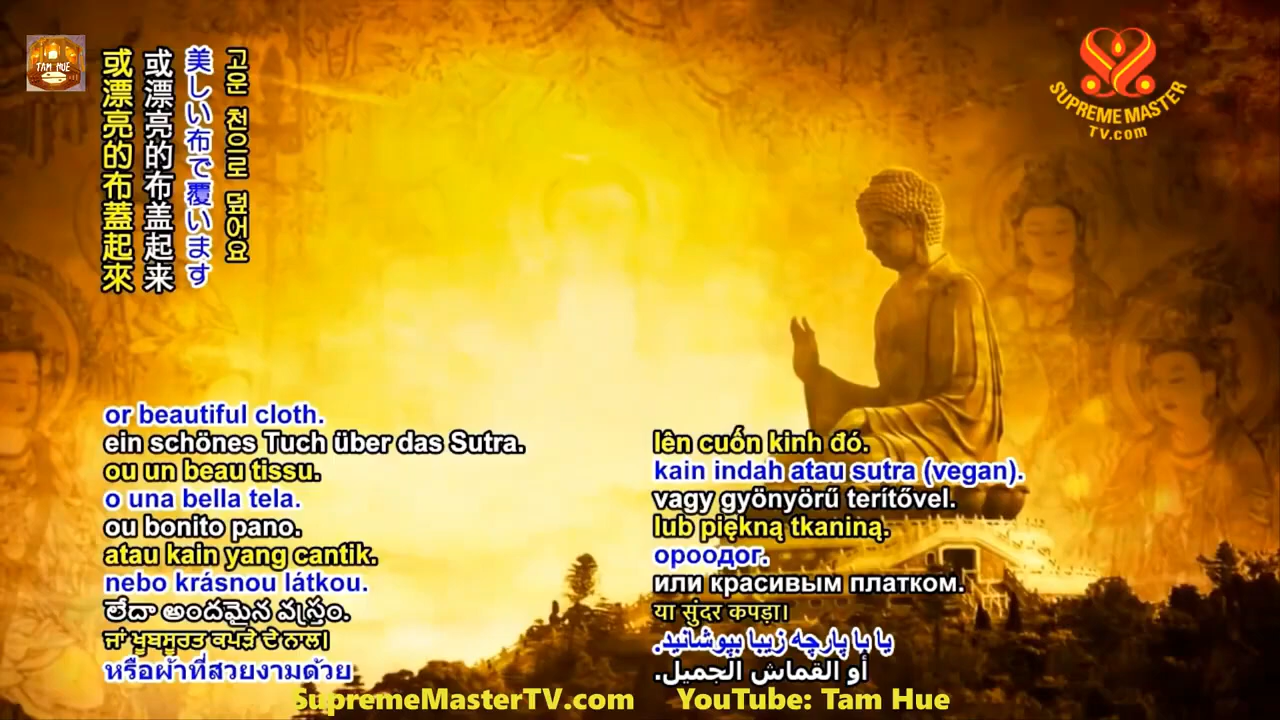 TAM HUE
고운 천으로 덮어요
美しい布で覆います
或漂亮的布盖起来
或漂亮的布蓋起來
SUPREME MASTER
TV.com
or beautiful cloth.
ein schönes Tuch über das Sutra.
ou un beau tissu.
o una bella tela.
ou bonito pano.
atau kain yang cantik.
nebo krásnou látkou.
లేదా అందమైన వస్త్రం.
ਜਾਂ ਖੂਬਸੂਰਤ ਕਪੜੇ ਦੇ ਨਾਲ।
หรือผ้าที่สวยงามด้วย
lên cuốn kinh đó.
kain indah atau sutra (vegan).
vagy gyönyörű terítővel.
lub piękną tkaniną.
ороодог.
или красивым платком.
या सुंदर कपड़ा।
یا با پارچه زیبا بپوشانید.
أو القماش الجميل.
SupremeMasterTV.com YouTube: Tam Hue